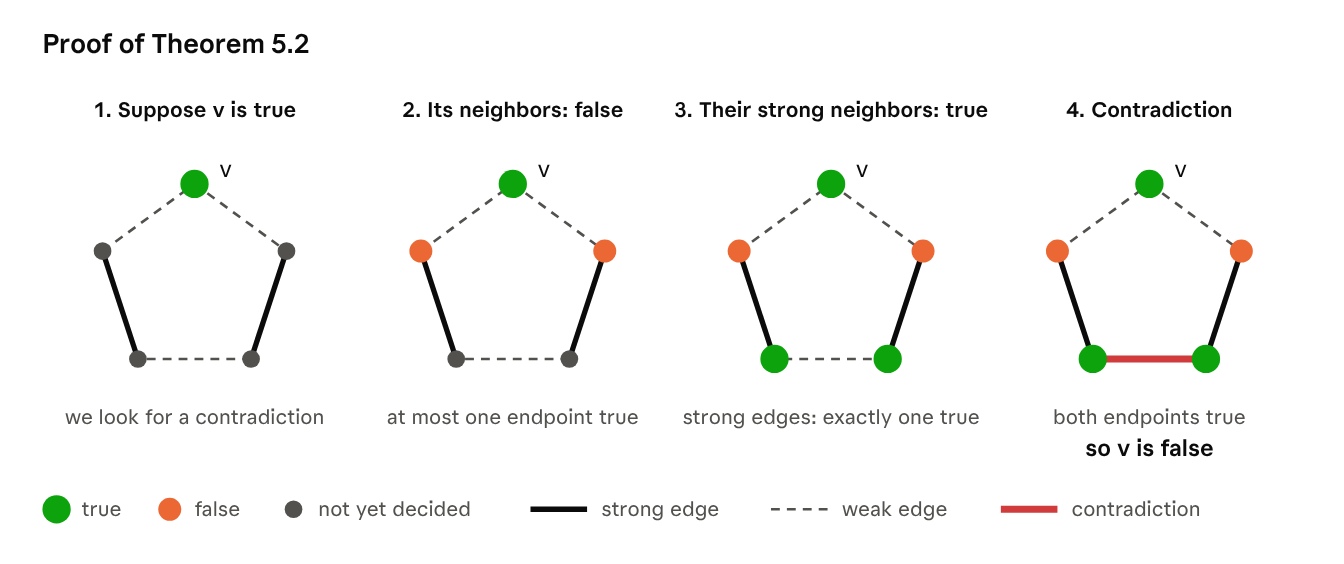 Proof of Theorem 5.2
1. Suppose v is true
2. Its neighbors: false
3. Their strong neighbors: true
4. Contradiction
v
v
v
v
we look for a contradiction
at most one endpoint true
strong edges: exactly one true
both endpoints true
so v is false
true
false
not yet decided
strong edge
weak edge
contradiction